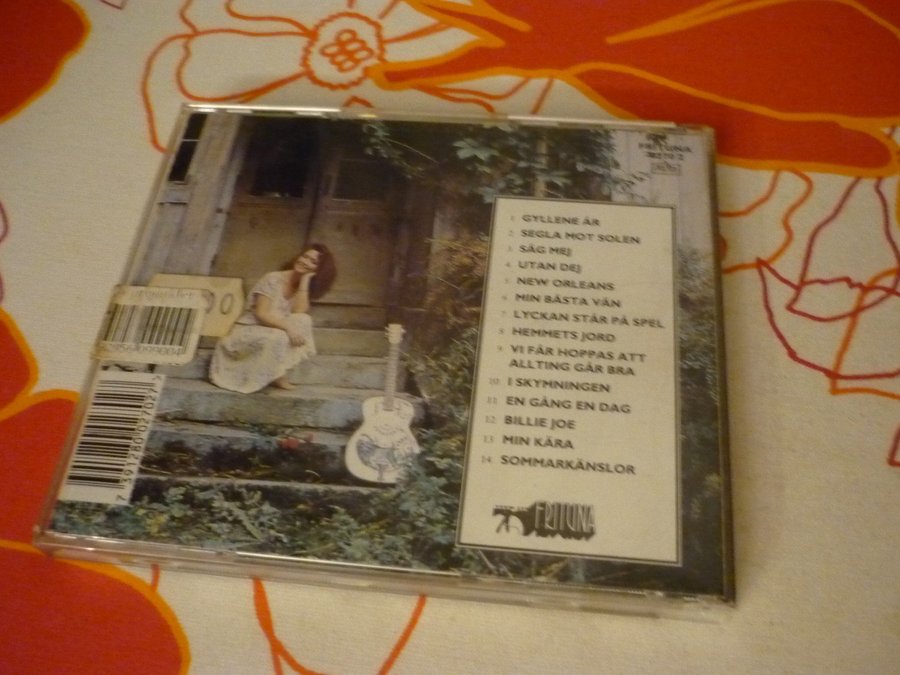 FRITUNA
1 GYLLENE ÅR
2 SEGLA MOT SOLEN
3 SÄG MEJ
4 UTAN DEJ
5 NEW ORLEANS
6 MIN BÄSTA VÄN
7 LYCKAN STÅR PÅ SPEL
8 HEMMETS JORD
9 VI FÅR HOPPAS ATT
ALLTING GÅR BRA
10 I SKYMNINGEN
11 EN GÅNG EN DAG
12 BILLIE JOE
13 MIN KÄRA
14 SOMMARKÄNSLOR
FRITUNA